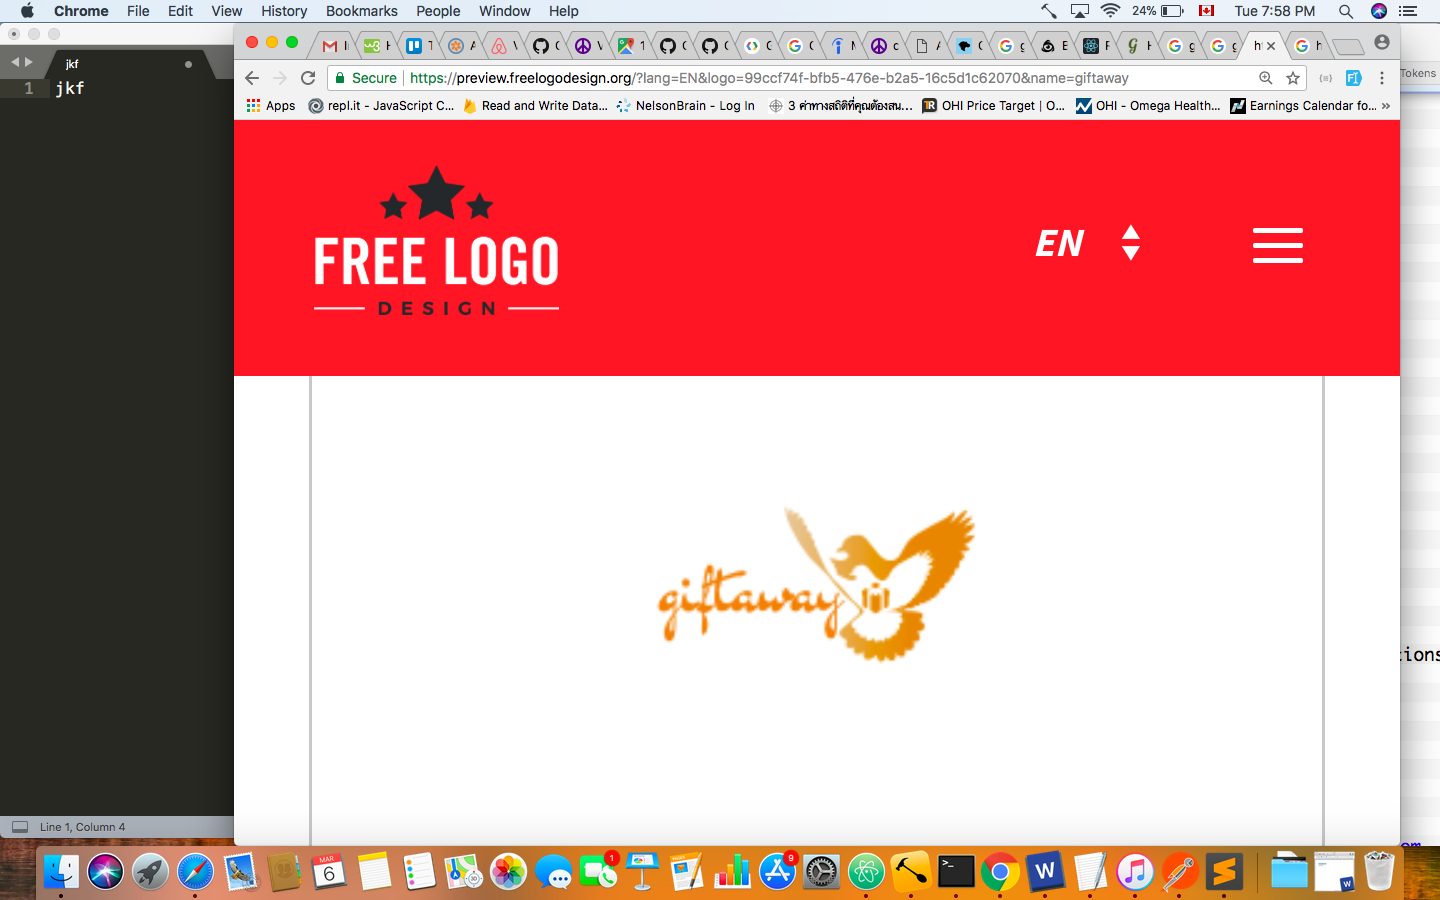 Chrome File Edit View History Bookmarks People Window Help 24% Tue 7:58 PM
jkf
1 jkf
Line 1, Column 4
Secure https://preview.freelogodesign.org/?lang=EN&logo=99ccf74f-bfb5-476e-b2a5-16c5d1c62070&name=giftaway
Tokens
Apps repl.it - JavaScript C... Read and Write Data... NelsonBrain - Log In 3 ค่าทางสถิติที่คุณต้องสน... OHI Price Target | O... OHI - Omega Health... Earnings Calendar fo... »
FREE LOGO
DESIGN
EN
giftaway
MAR
6
1
9